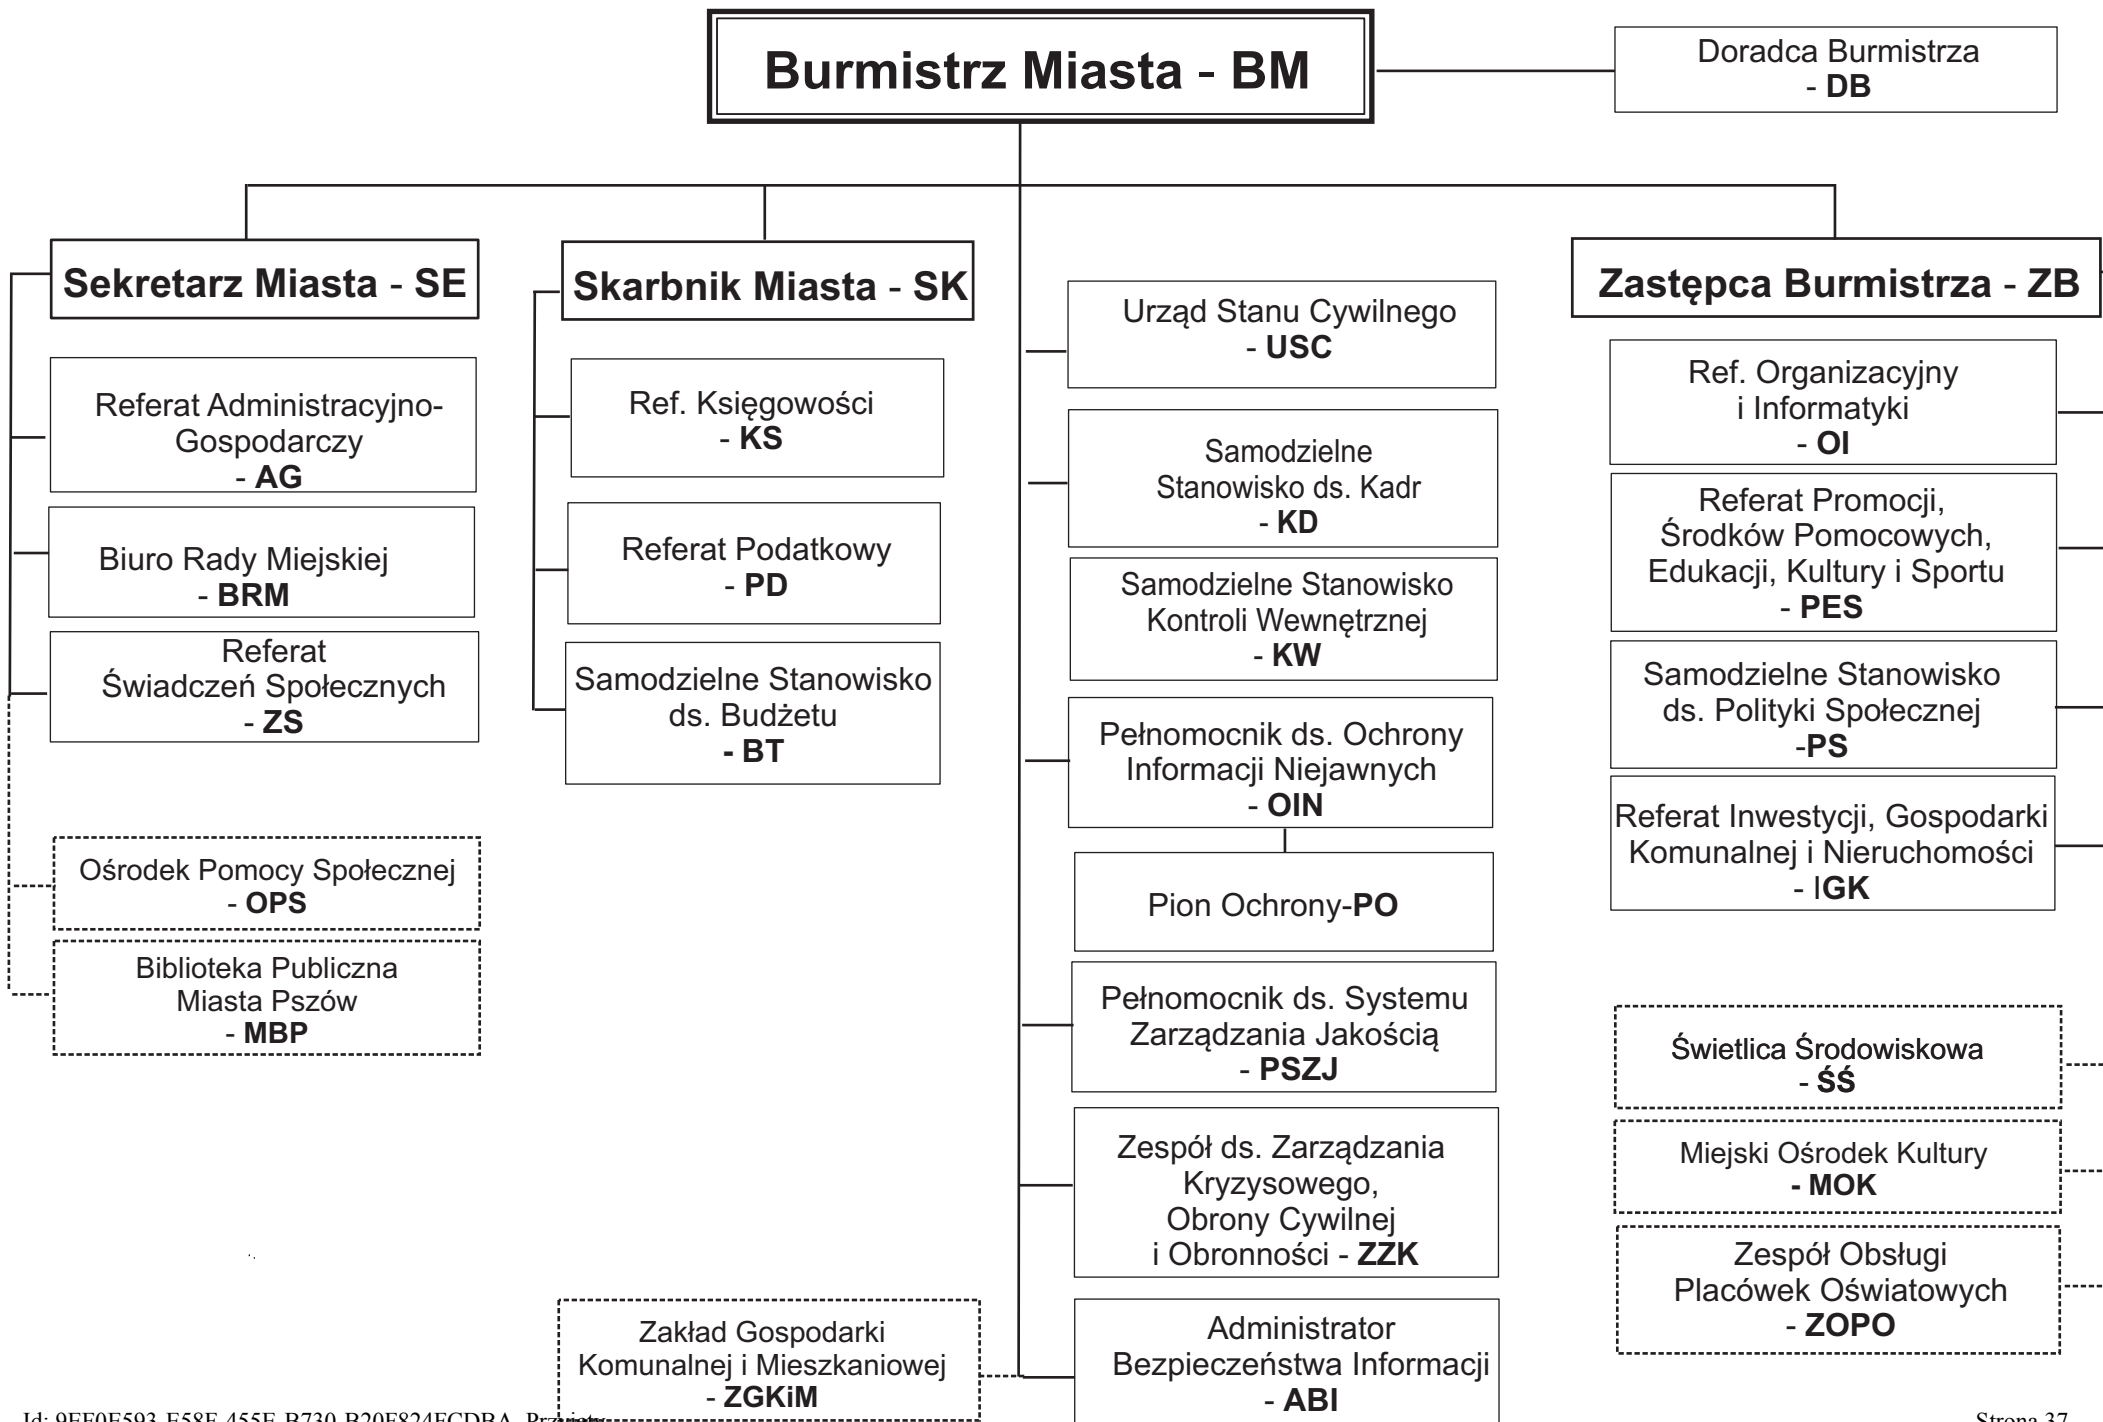 Burmistrz Miasta - BM
Doradca Burmistrza
- DB
Sekretarz Miasta - SE
Referat Administracyjno-
Gospodarczy
- AG
Biuro Rady Miejskiej
- BRM
Referat
Świadczeń Społecznych
- ZS
Ośrodek Pomocy Społecznej
- OPS
Biblioteka Publiczna
Miasta Pszów
- MBP
Skarbnik Miasta - SK
Ref. Księgowości
- KS
Referat Podatkowy
- PD
Samodzielne Stanowisko
ds. Budżetu
- BT
Zakład Gospodarki
Komunalnej i Mieszkaniowej
- ZGKiM
Urząd Stanu Cywilnego
- USC
Samodzielne
Stanowisko ds. Kadr
- KD
Samodzielne Stanowisko
Kontroli Wewnętrznej
- KW
Pełnomocnik ds. Ochrony
Informacji Niejawnych
- OIN
Pion Ochrony-PO
Pełnomocnik ds. Systemu
Zarządzania Jakością
- PSZJ
Zespół ds. Zarządzania
Kryzysowego,
Obrony Cywilnej
i Obronności - ZZK
Administrator
Bezpieczeństwa Informacji
- ABI
Zastępca Burmistrza - ZB
Ref. Organizacyjny
i Informatyki
- OI
Referat Promocji,
Środków Pomocowych,
Edukacji, Kultury i Sportu
- PES
Samodzielne Stanowisko
ds. Polityki Społecznej
-PS
Referat Inwestycji, Gospodarki
Komunalnej i Nieruchomości
- IGK
Świetlica Środowiskowa
- ŚŚ
Miejski Ośrodek Kultury
- MOK
Zespół Obsługi
Placówek Oświatowych
- ZOPO
Strona 37